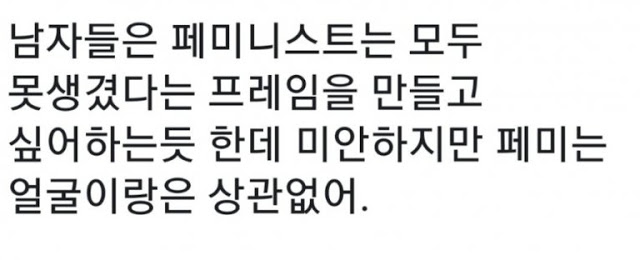 남자들은 페미니스트는 모두
못생겼다는 프레임을 만들고
싶어하는듯 한데 미안하지만 페미는
얼굴이랑은 상관없어.